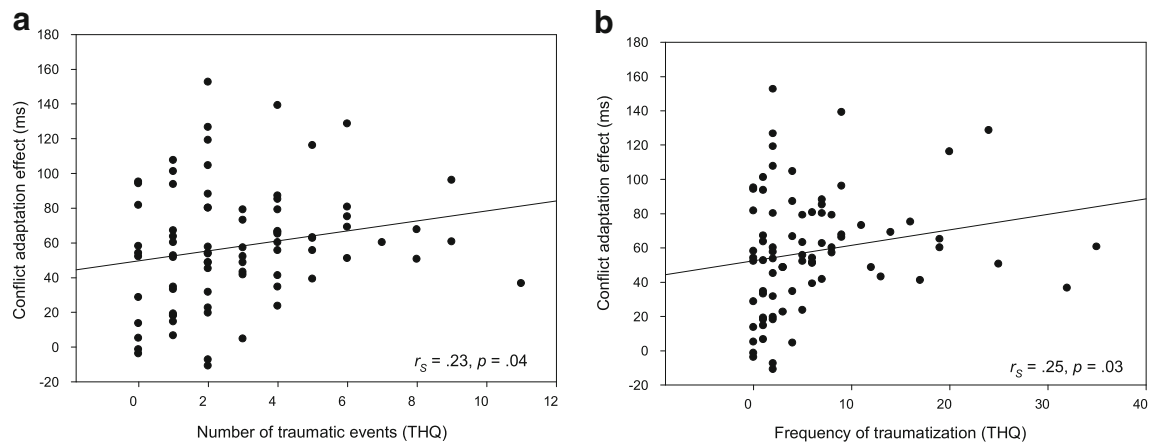 a
Conflict adaptation effect (ms)
180
160
140
120
100
80
60
40
20
0
-20
0 2 4 6 8 10 12
Number of traumatic events (THQ)
rS = .23, p = .04
b
Conflict adaptation effect (ms)
180
160
140
120
100
80
60
40
20
0
-20
0 10 20 30 40
Frequency of traumatization (THQ)
rS = .25, p = .03